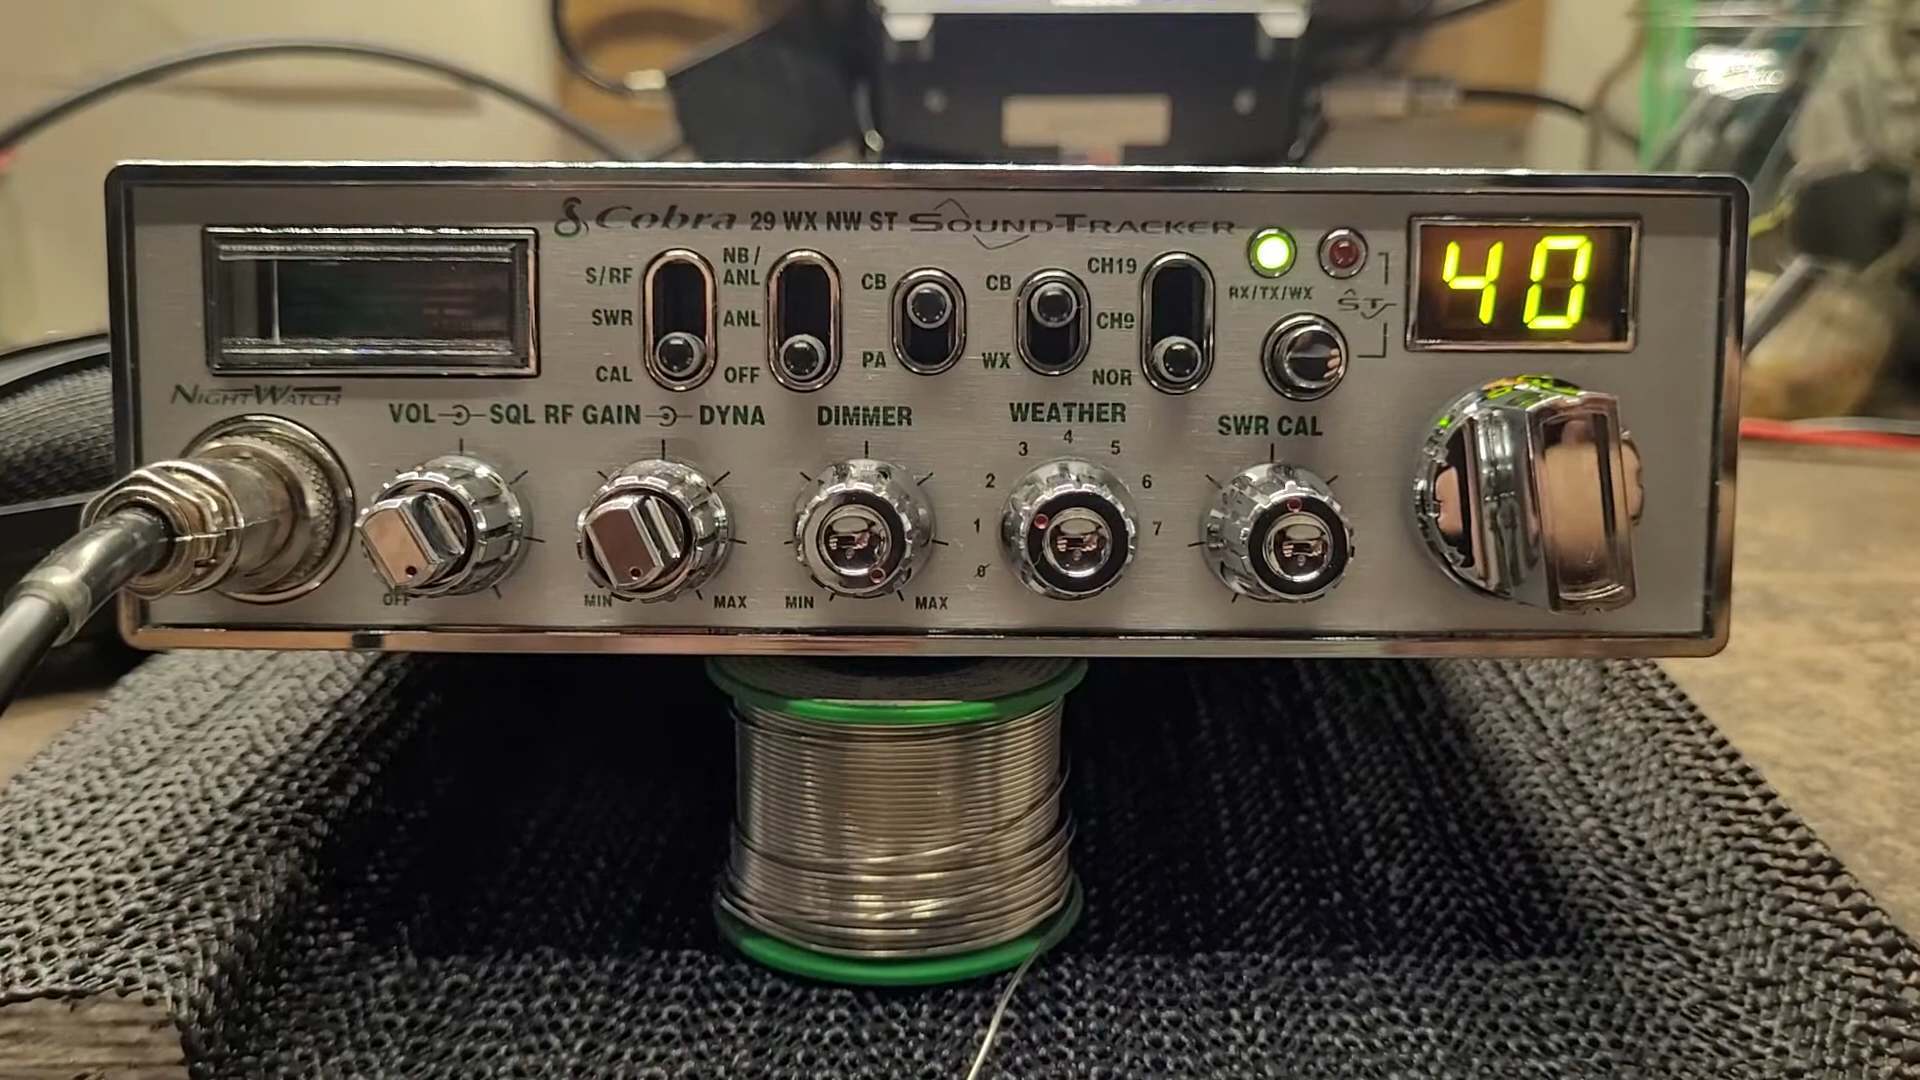 Cobra 29 WX NW ST SOUNDTRACKER
S/RF
SWR
CAL
NB/
ANL
ANL
OFF
CB
PA
CB
WX
CH19
CH9
NOR
RX/TX/WX
ST
40
NIGHTWATCH
VOL SQL RF GAIN DYNA DIMMER WEATHER SWR CAL
1 2 3 4 5 6 7
OFF MIN MAX MIN MAX